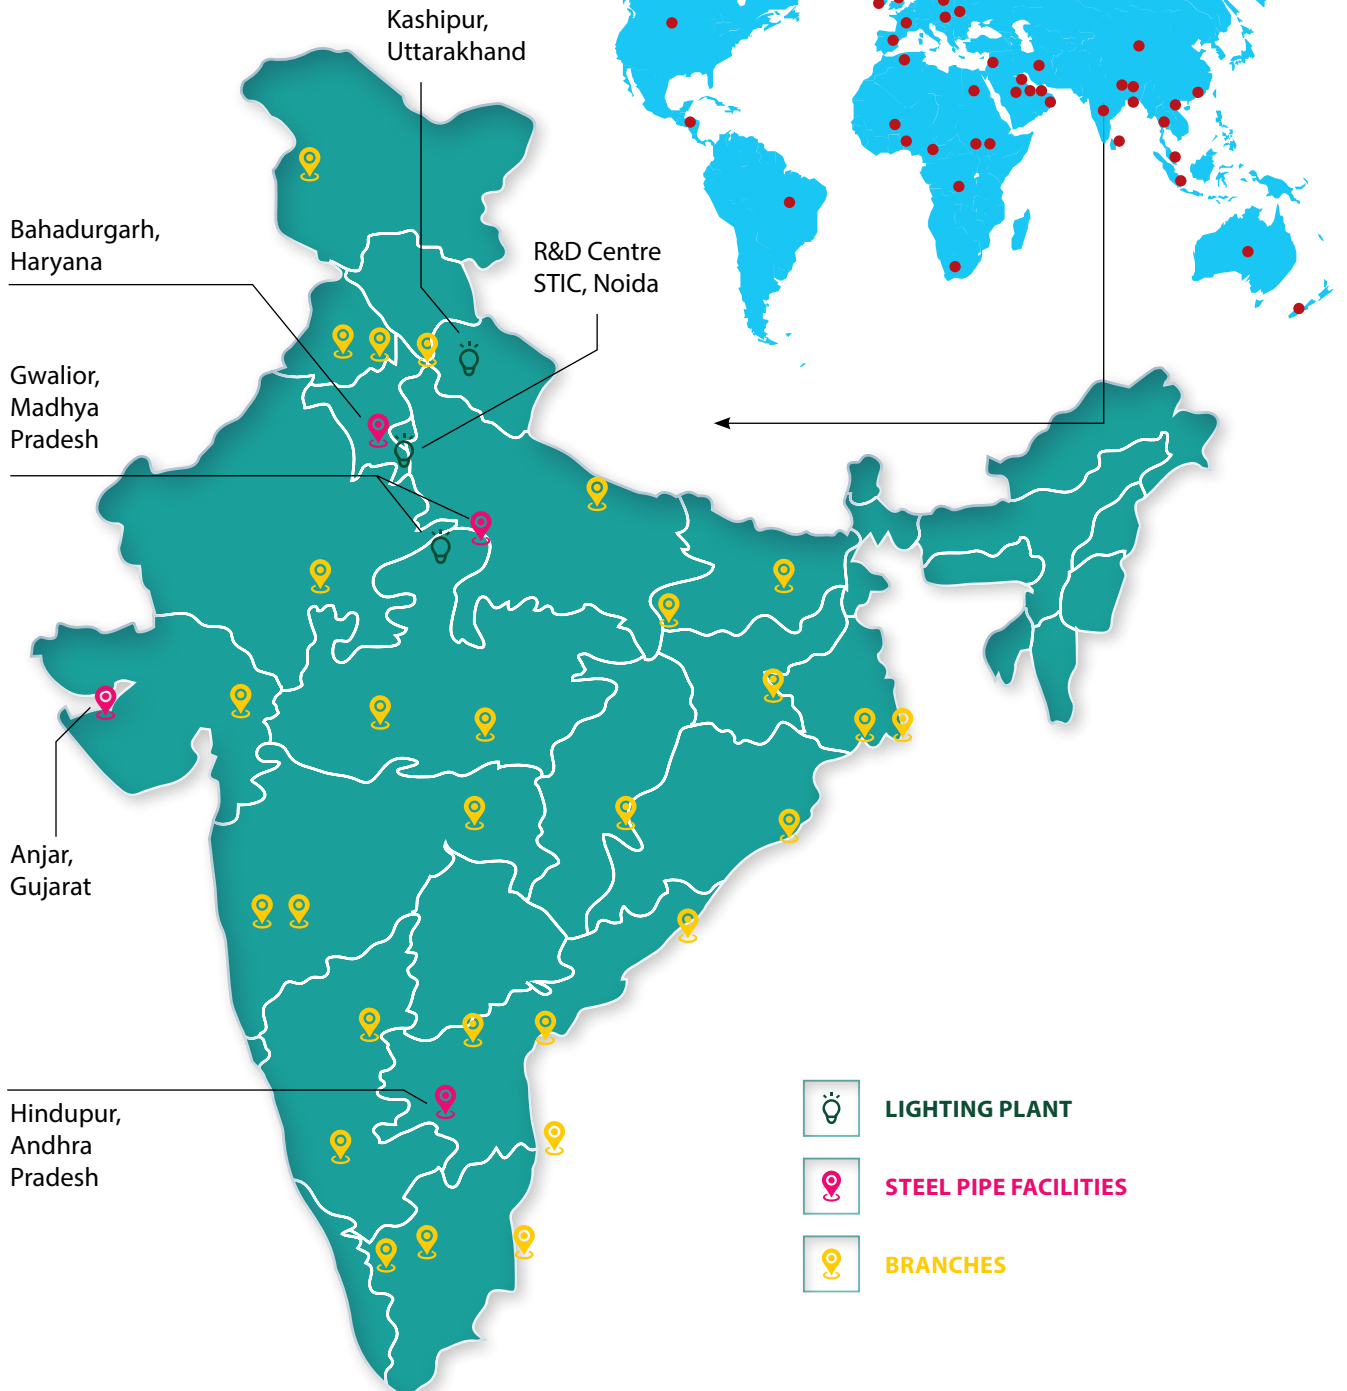 Kashipur,
Uttarakhand
Bahadurgarh,
Haryana
R&D Centre
STIC, Noida
Gwalior,
Madhya
Pradesh
Anjar,
Gujarat
Hindupur,
Andhra
Pradesh
LIGHTING PLANT
STEEL PIPE FACILITIES
BRANCHES